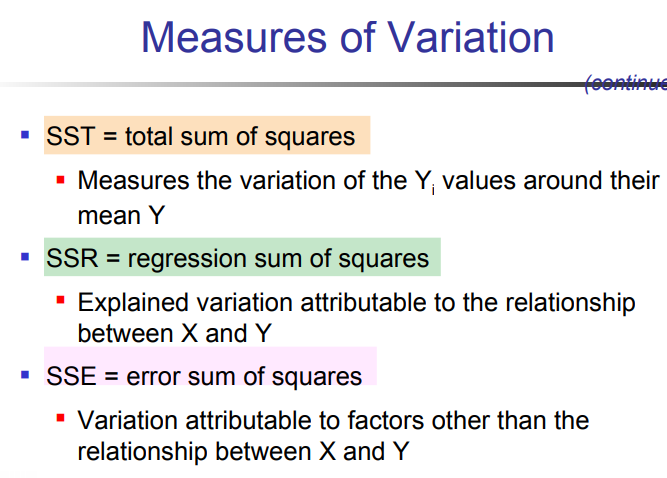 Measures of Variation
(continue
SST = total sum of squares
Measures the variation of the Yi values around their
mean Y
SSR = regression sum of squares
Explained variation attributable to the relationship
between X and Y
SSE = error sum of squares
Variation attributable to factors other than the
relationship between X and Y